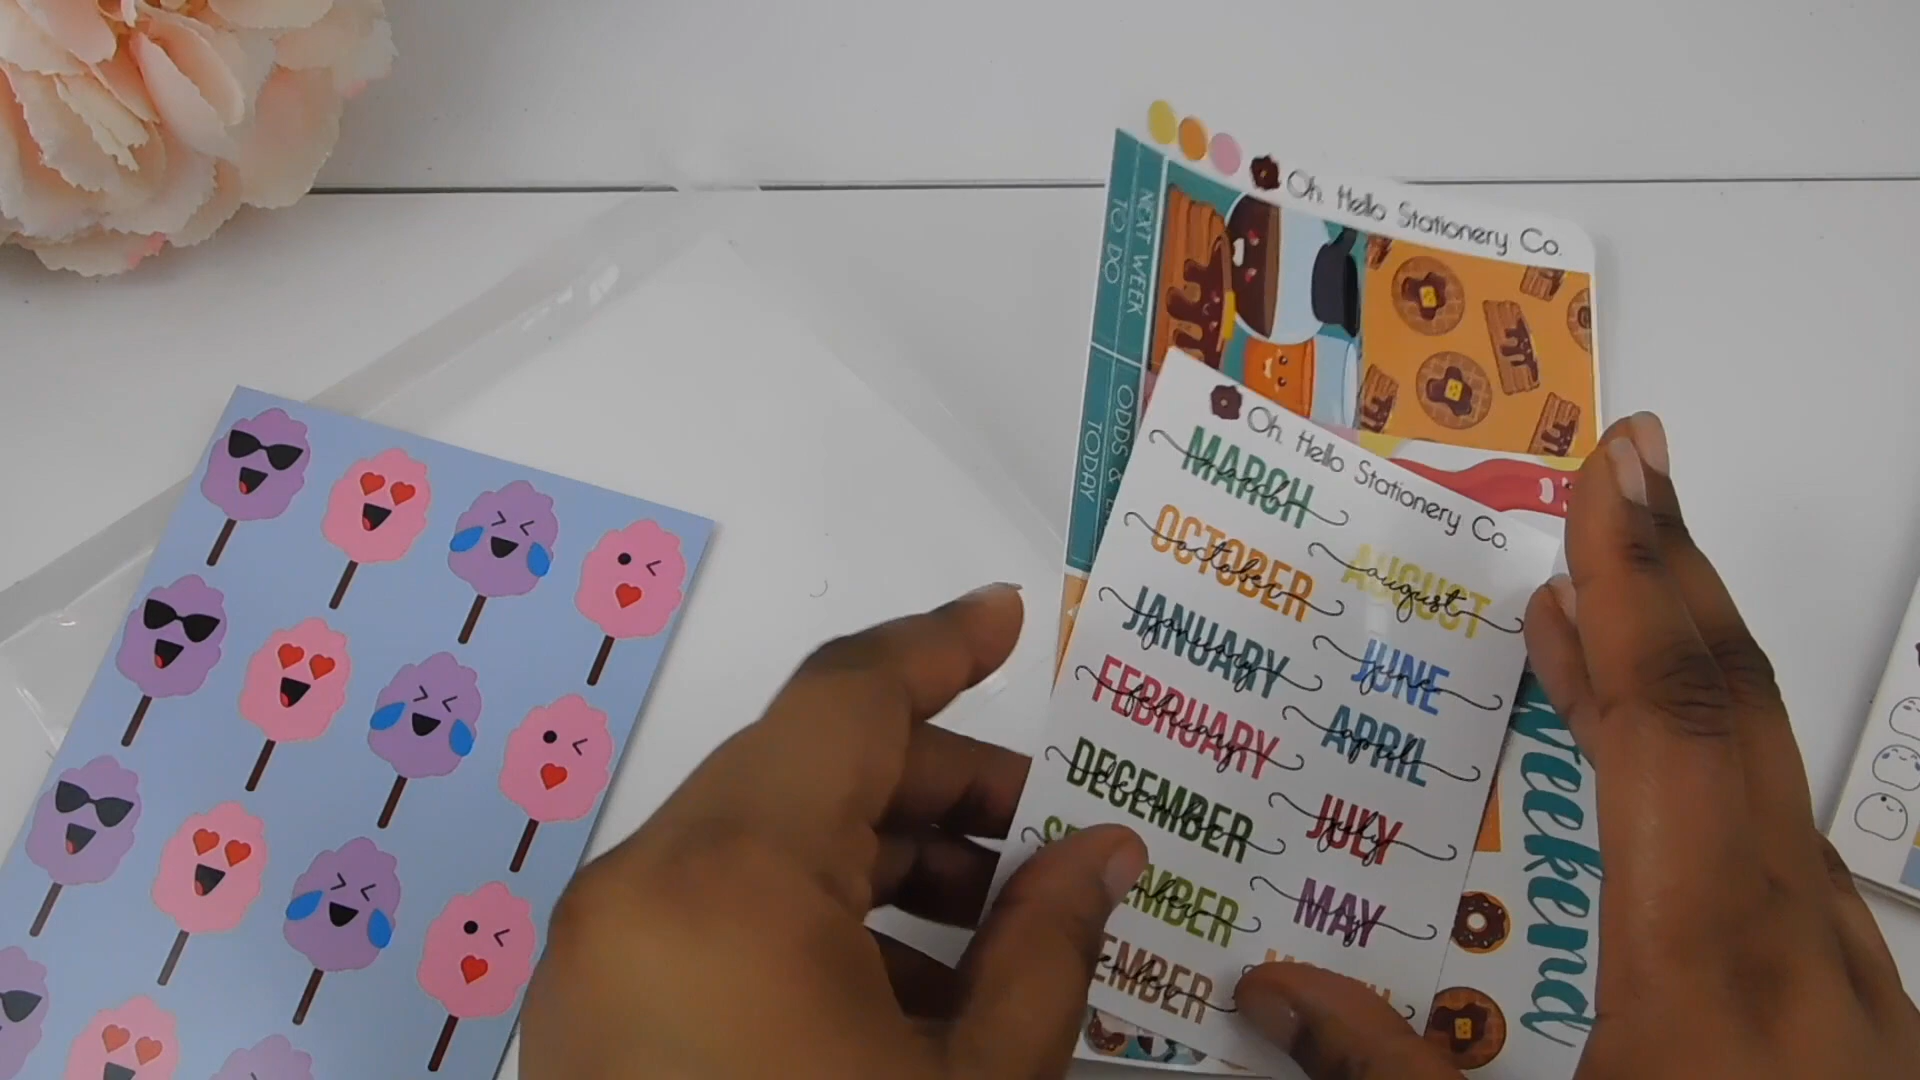 Oh, Hello Stationery Co.
NEXT WEEK
TO DO
ODDS &
TODAY
Oh, Hello Stationery Co.
MARCH
march
OCTOBER
october
AUGUST
august
JANUARY
january
JUNE
june
FEBRUARY
february
APRIL
april
DECEMBER
december
JULY
july
MAY
may
Weekend